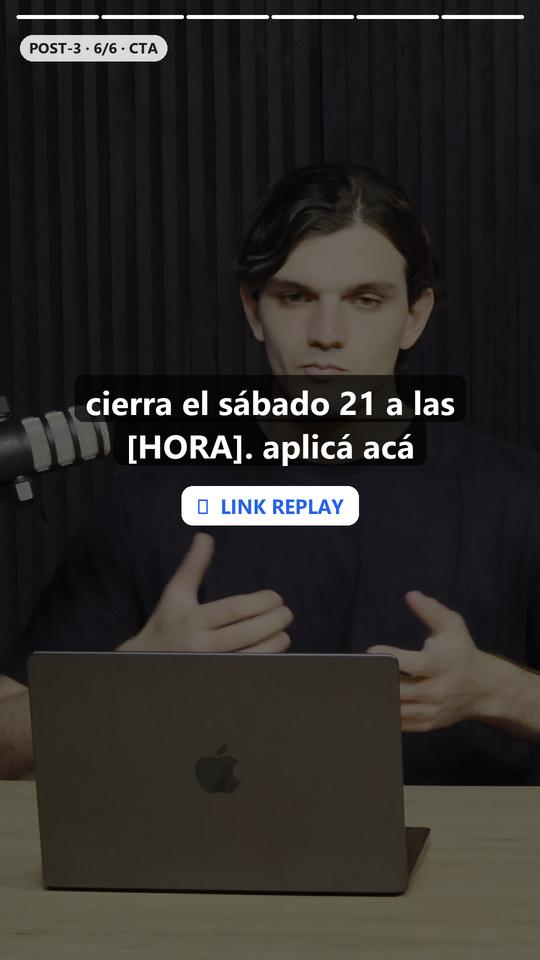 POST-3 · 6/6 · CTA
cierra el sábado 21 a las
[HORA]. aplicá acá
LINK REPLAY